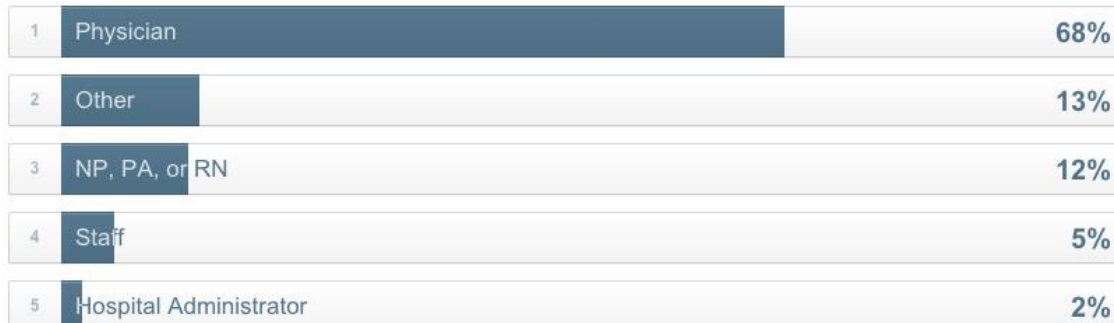 1 Physician 68%
2 Other 13%
3 NP, PA, or RN 12%
4 Staff 5%
5 Hospital Administrator 2%